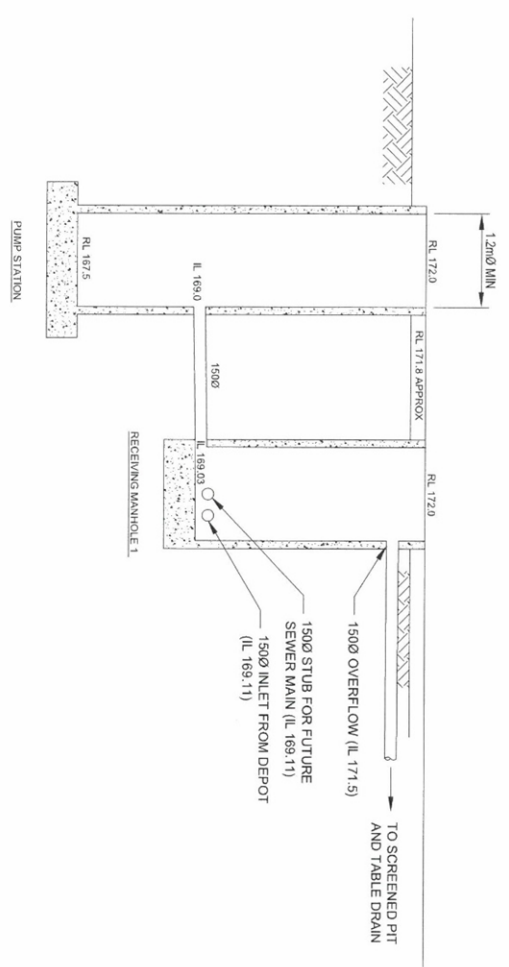 1.2mØ MIN
RL 172.0
RL 171.8 APPROX
RL 172.0
IL 169.0
150Ø
IL 169.03
RL 167.5
PUMP STATION
RECEIVING MANHOLE 1
150Ø OVERFLOW (IL 171.5)
TO SCREENED PIT
AND TABLE DRAIN
150Ø STUB FOR FUTURE
SEWER MAIN (IL 169.11)
150Ø INLET FROM DEPOT
(IL 169.11)